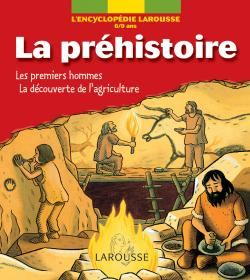 L'ENCYCLOPÉDIE LAROUSSE
6/9 ans
La préhistoire
Les premiers hommes
La découverte de l'agriculture
LAROUSSE